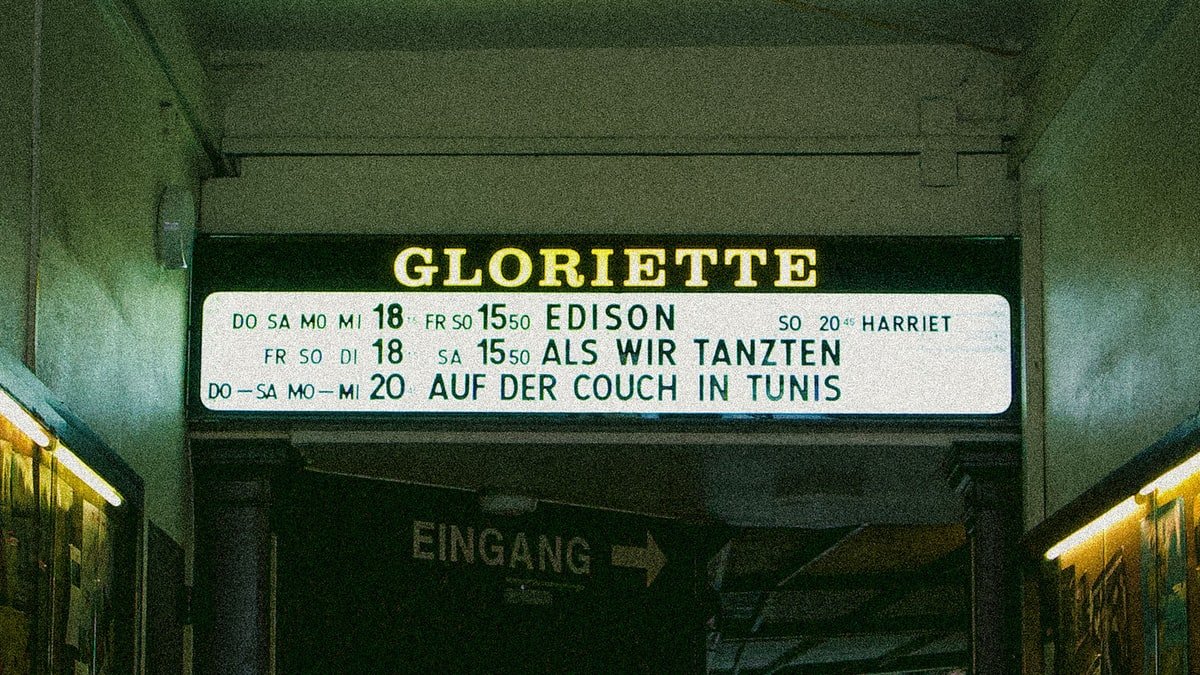 GLORIETTE
DO SA MO MI 18 FR SO 15 50 EDISON SO 20 45 HARRIET
FR SO DI 18 SA 15 50 ALS WIR TANZTEN
DO – SA MO – MI 20 AUF DER COUCH IN TUNIS
EINGANG →